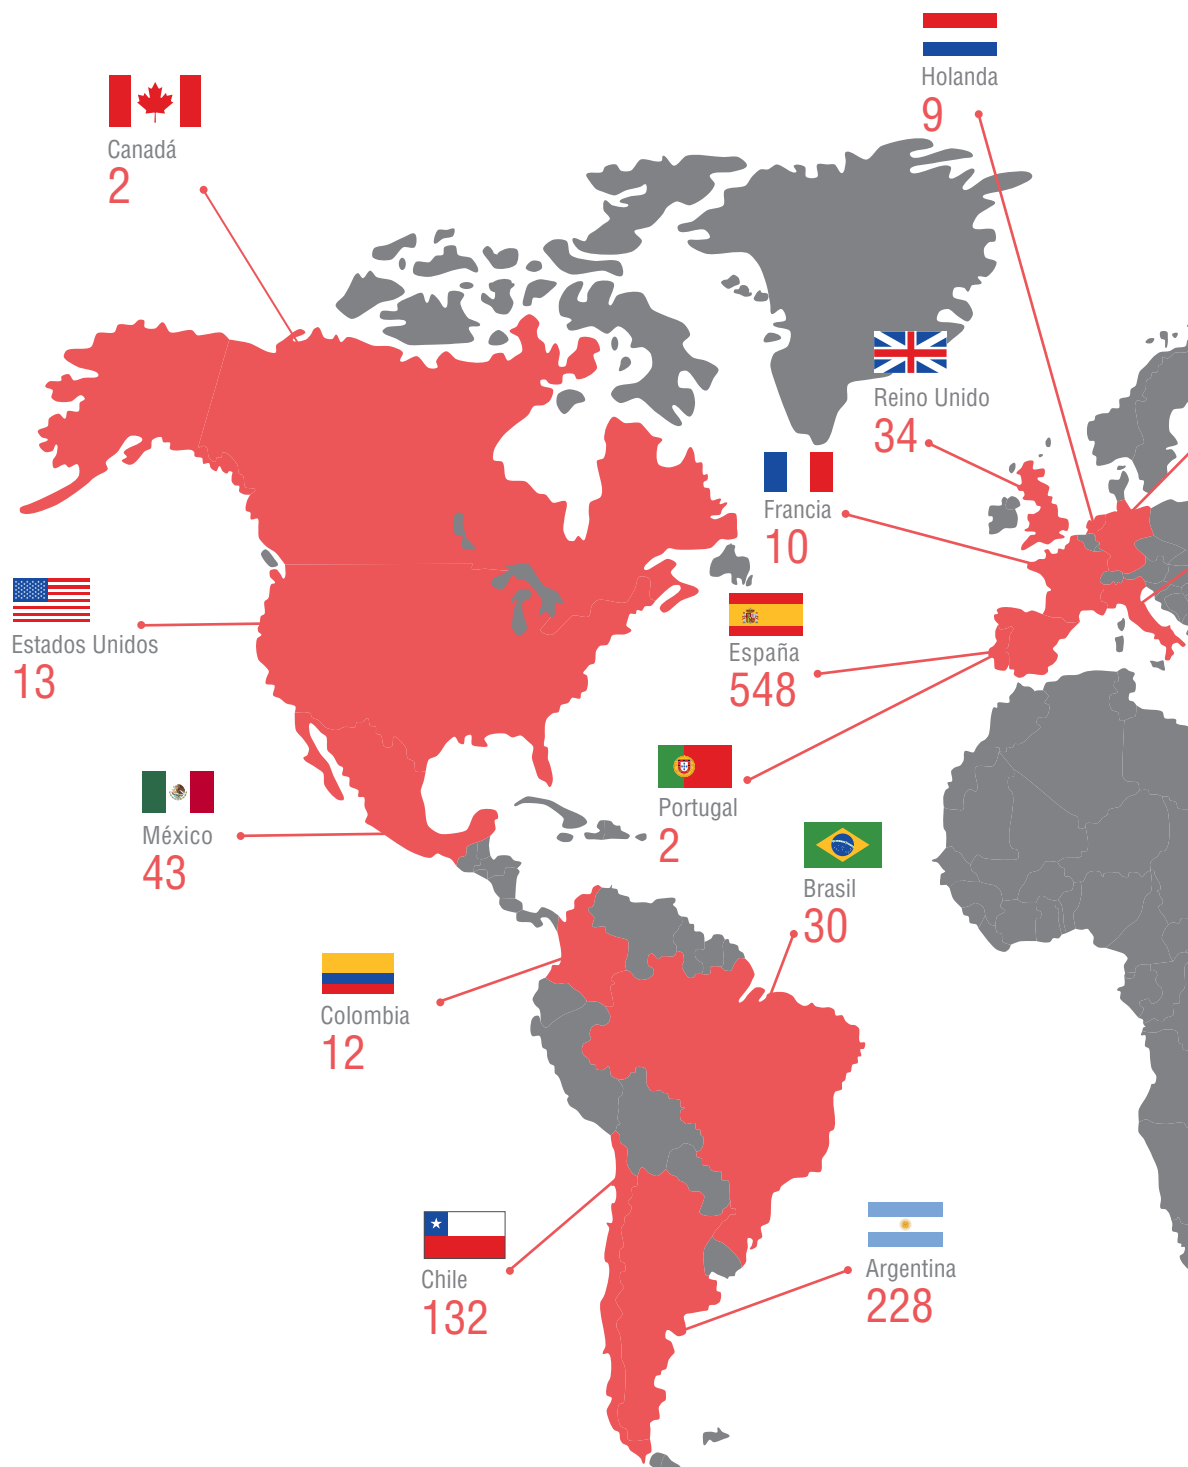 Holanda
9
Canadá
2
Reino Unido
34
Francia
10
Estados Unidos
13
España
548
Portugal
2
México
43
Brasil
30
Colombia
12
Chile
132
Argentina
228